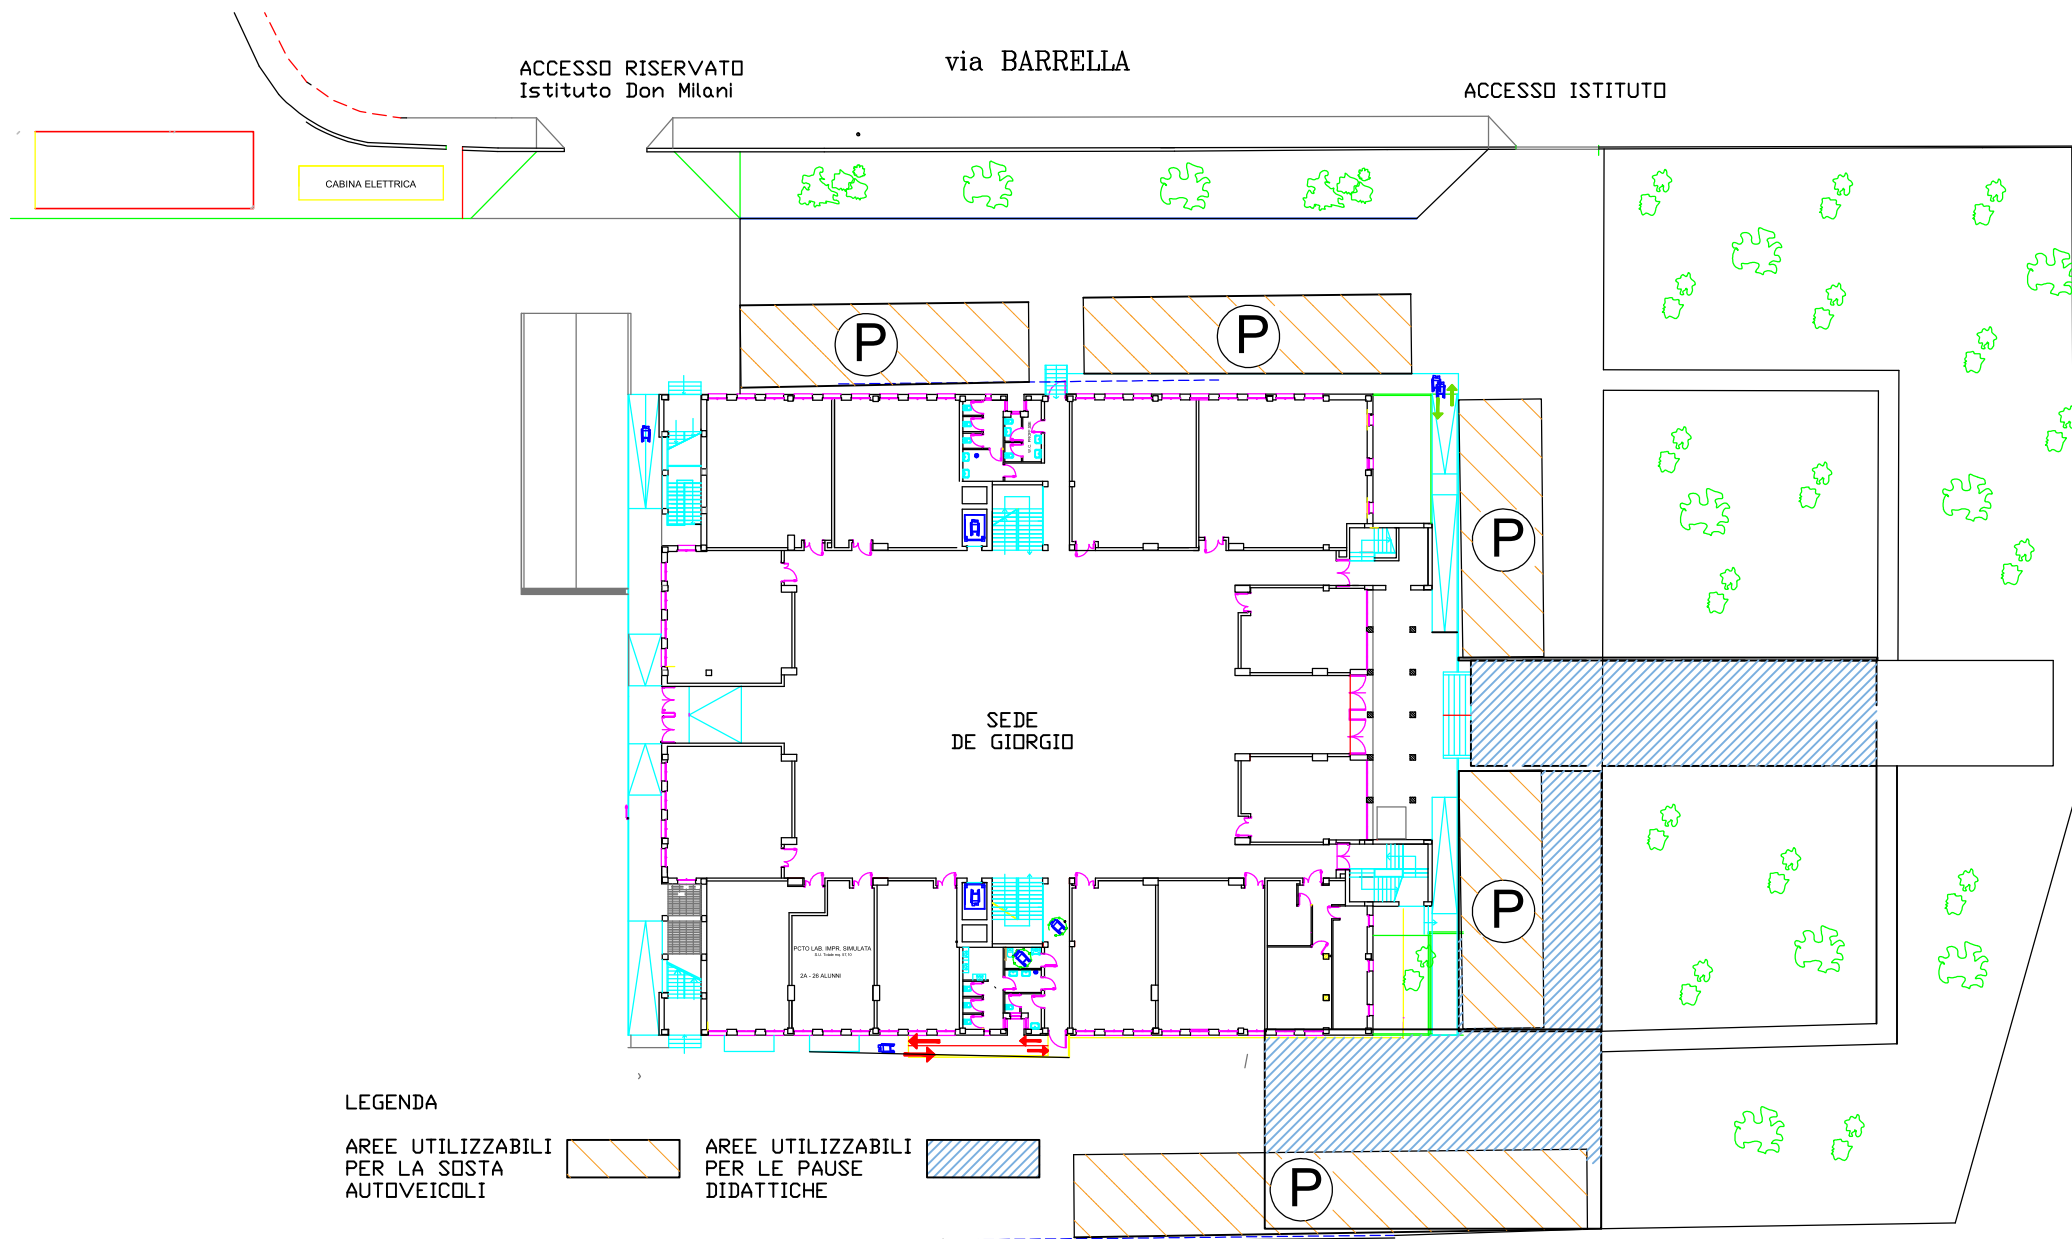 via BARRELLA
ACCESSO RISERVATO
Istituto Don Milani
ACCESSO ISTITUTO
CABINA ELETTRICA
P
P
P
SEDE
DE GIORGIO
P
PCTO LAB. IMPR. SIMULATA
2A - 26 ALUNNI
LEGENDA
AREE UTILIZZABILI
PER LA SOSTA
AUTOVEICOLI
AREE UTILIZZABILI
PER LE PAUSE
DIDATTICHE
P